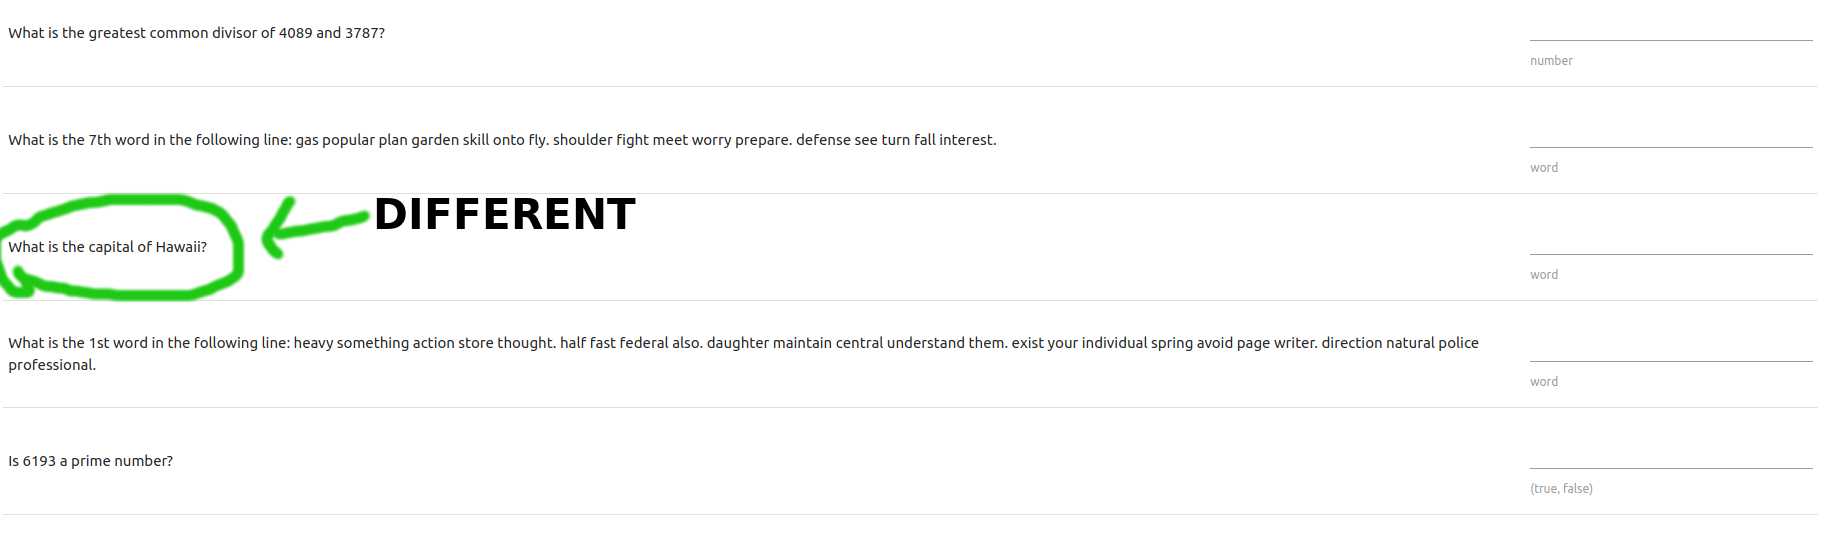 What is the greatest common divisor of 4089 and 3787?
number
What is the 7th word in the following line: gas popular plan garden skill onto fly. shoulder fight meet worry prepare. defense see turn fall interest.
word
DIFFERENT
What is the capital of Hawaii?
word
What is the 1st word in the following line: heavy something action store thought. half fast federal also. daughter maintain central understand them. exist your individual spring avoid page writer. direction natural police
professional.
word
Is 6193 a prime number?
(true, false)